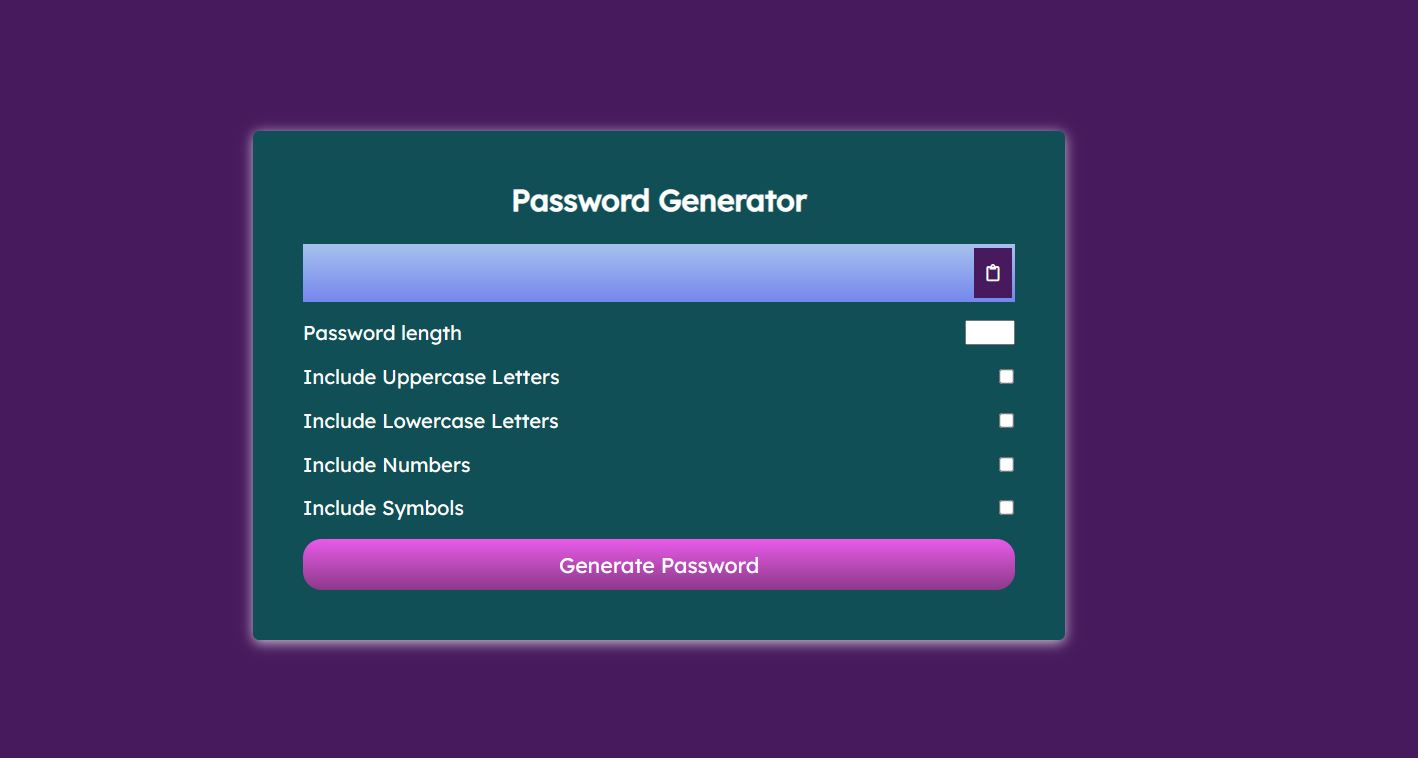 Password Generator
Password length
Include Uppercase Letters
Include Lowercase Letters
Include Numbers
Include Symbols
Generate Password